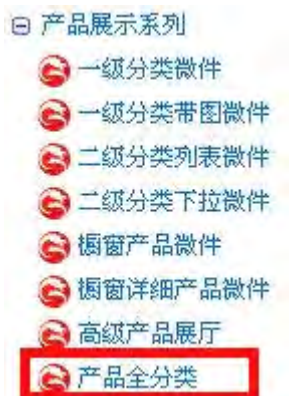 产品展示系列
一级分类微件
一级分类带图微件
二级分类列表微件
二级分类下拉微件
橱窗产品微件
橱窗详细产品微件
高级产品展厅
产品全分类